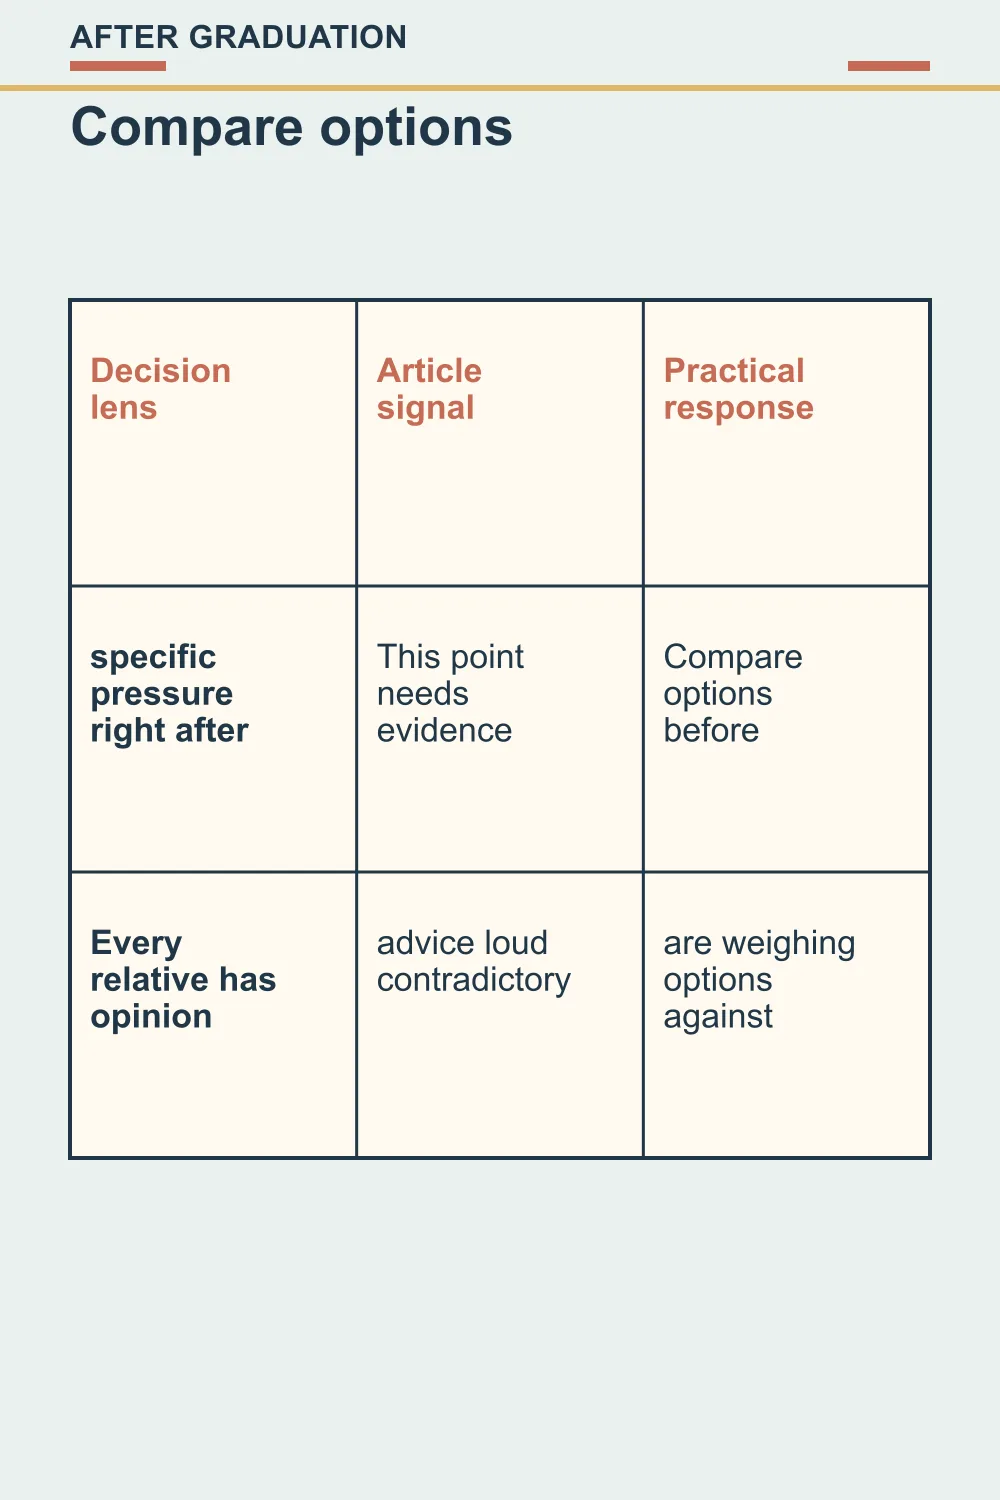 AFTER GRADUATION
Compare options
Decision
lens
Article
signal
Practical
response
specific
pressure
right after
This point
needs
evidence
Compare
options
before
Every
relative has
opinion
advice loud
contradictory
are weighing
options
against